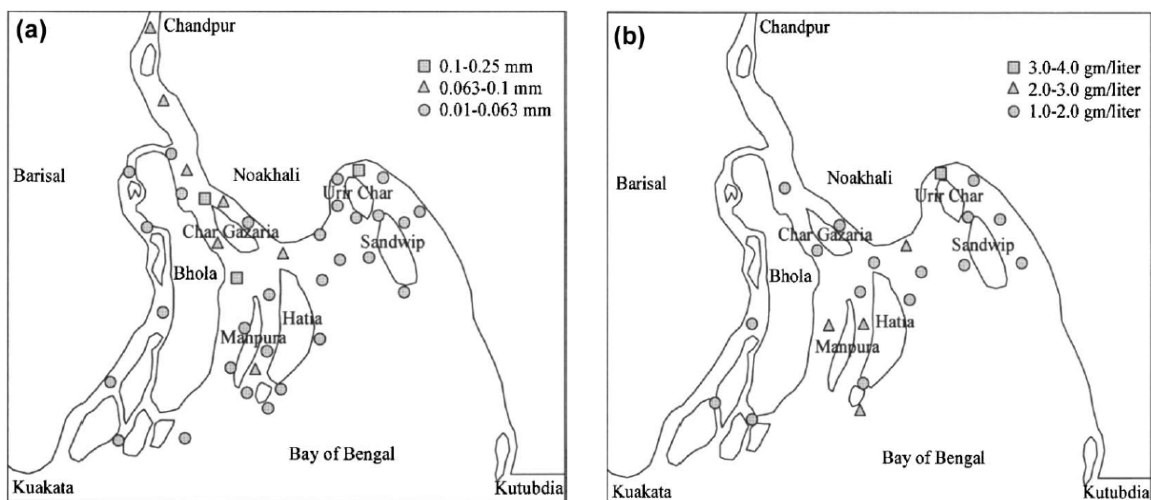 (a)
Chandpur
0.1-0.25 mm
0.063-0.1 mm
0.01-0.063 mm
Barisal
Noakhali
Urir Char
Char Gazaria
Sandwip
Bhola
Hatia
Manpura
Bay of Bengal
Kuakata
Kutubdia
(b)
Chandpur
3.0-4.0 gm/liter
2.0-3.0 gm/liter
1.0-2.0 gm/liter
Barisal
Noakhali
Urir Char
Char Gazaria
Sandwip
Bhola
Hatia
Manpura
Bay of Bengal
Kuakata
Kutubdia